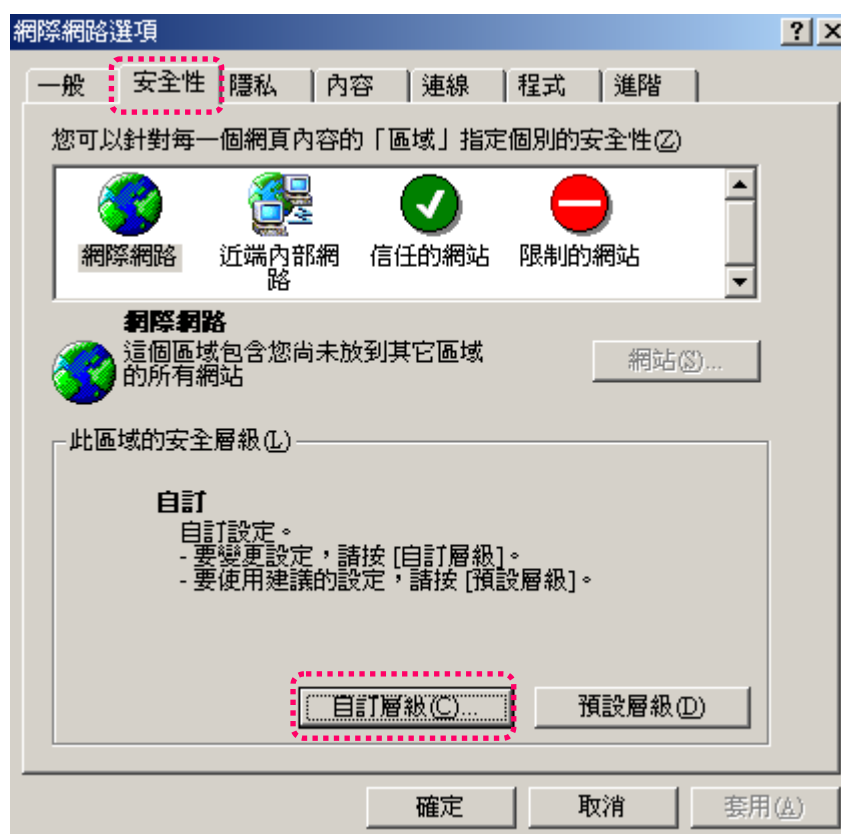 網際網路選項
一般 安全性 隱私 內容 連線 程式 進階
您可以針對每一個網頁內容的「區域」指定個別的安全性(Z)
網際網路 近端內部網路 信任的網站 限制的網站
網際網路
這個區域包含您尚未放到其它區域
的所有網站
網站(S)...
此區域的安全層級(L)
自訂
自訂設定。
- 要變更設定，請按 [自訂層級]。
- 要使用建議的設定，請按 [預設層級]。
自訂層級(C)... 預設層級(D)
確定 取消 套用(A)